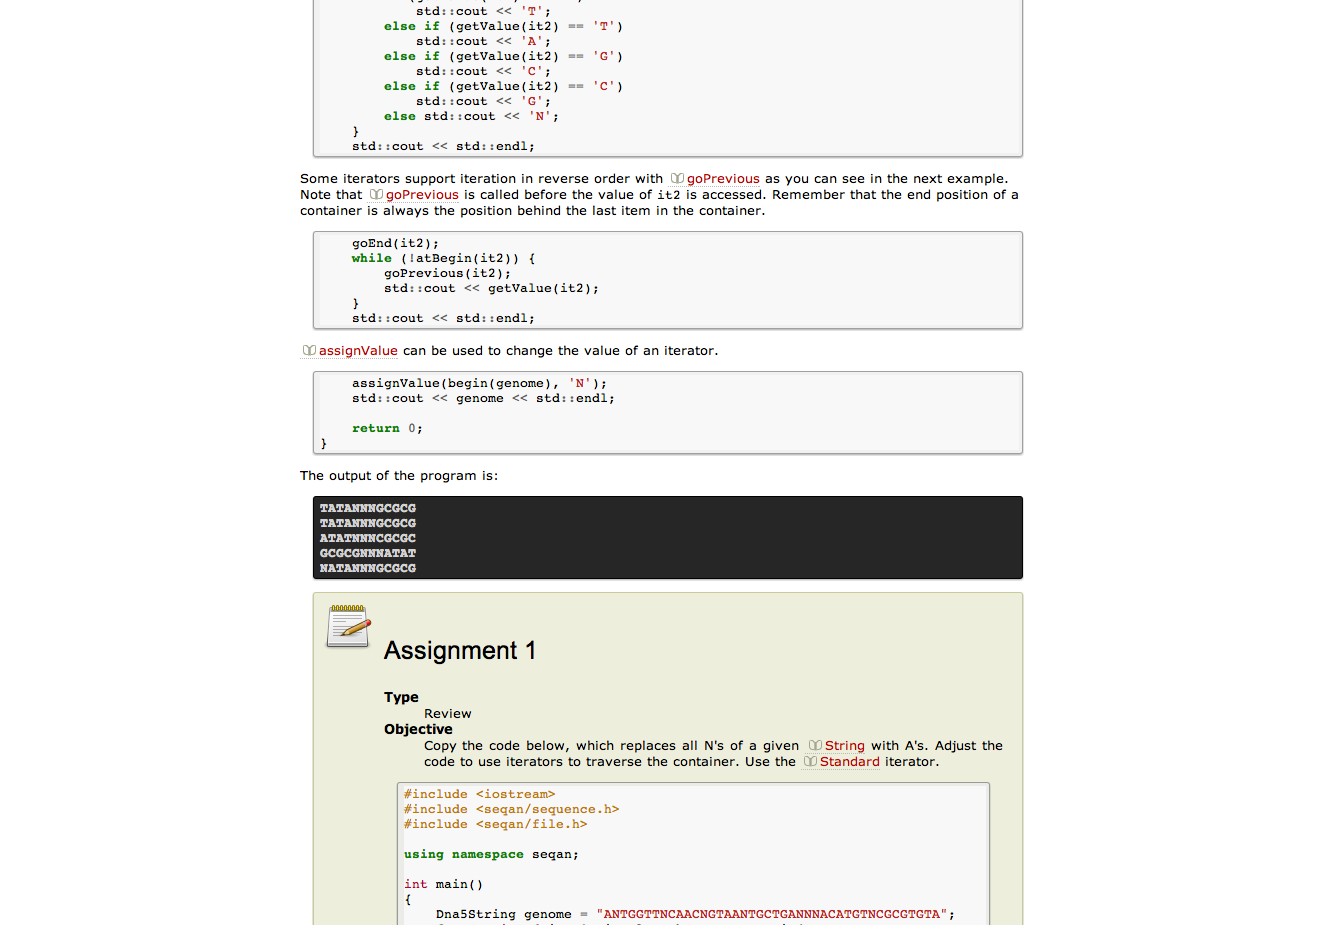 std::cout << 'T';
else if (getValue(it2) == 'T')
std::cout << 'A';
else if (getValue(it2) == 'G')
std::cout << 'C';
else if (getValue(it2) == 'C')
std::cout << 'G';
else std::cout << 'N';
}
std::cout << std::endl;
Some iterators support iteration in reverse order with goPrevious as you can see in the next example.
Note that goPrevious is called before the value of it2 is accessed. Remember that the end position of a
container is always the position behind the last item in the container.
goEnd(it2);
while (!atBegin(it2)) {
goPrevious(it2);
std::cout << getValue(it2);
}
std::cout << std::endl;
assignValue can be used to change the value of an iterator.
assignValue(begin(genome), 'N');
std::cout << genome << std::endl;
return 0;
}
The output of the program is:
TATANNNGCGCG
TATANNNGCGCG
ATATNNNCGCGC
GCGCGNNNATAT
NATANNNGCGCG
Assignment 1
Type
Review
Objective
Copy the code below, which replaces all N's of a given String with A's. Adjust the
code to use iterators to traverse the container. Use the Standard iterator.
#include <iostream>
#include <seqan/sequence.h>
#include <seqan/file.h>
using namespace seqan;
int main()
{
Dna5String genome = "ANTGGTTNCAACNGTAANTGCTGANNNACATGTNCGCGTGTA";